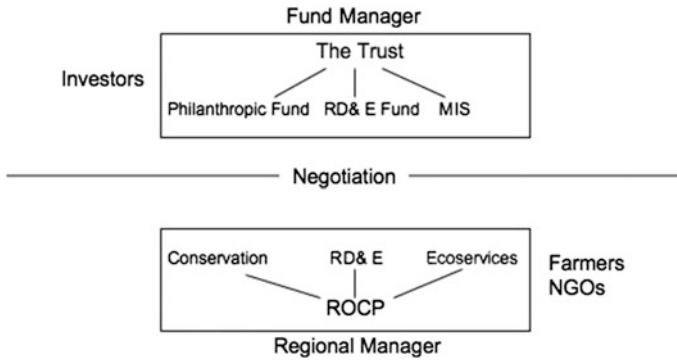 Fund Manager
The Trust
Investors
Philanthropic Fund RD& E Fund MIS
Negotiation
Conservation RD& E Ecoservices
Farmers
NGOs
ROCP
Regional Manager